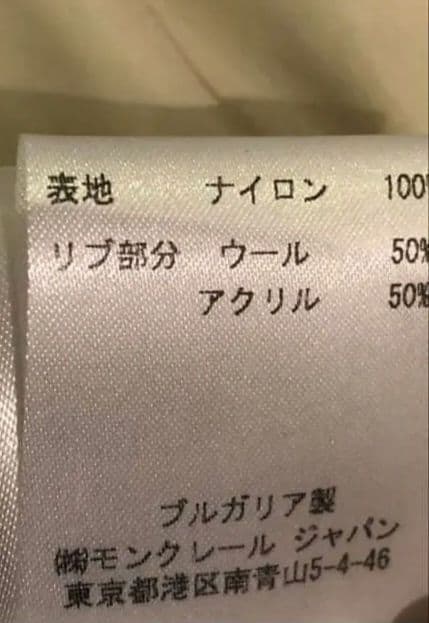 表地 ナイロン 100%
リブ部分 ウール 50%
アクリル 50%
ブルガリア製
㈱モンクレール ジャパン
東京都港区南青山5-4-46